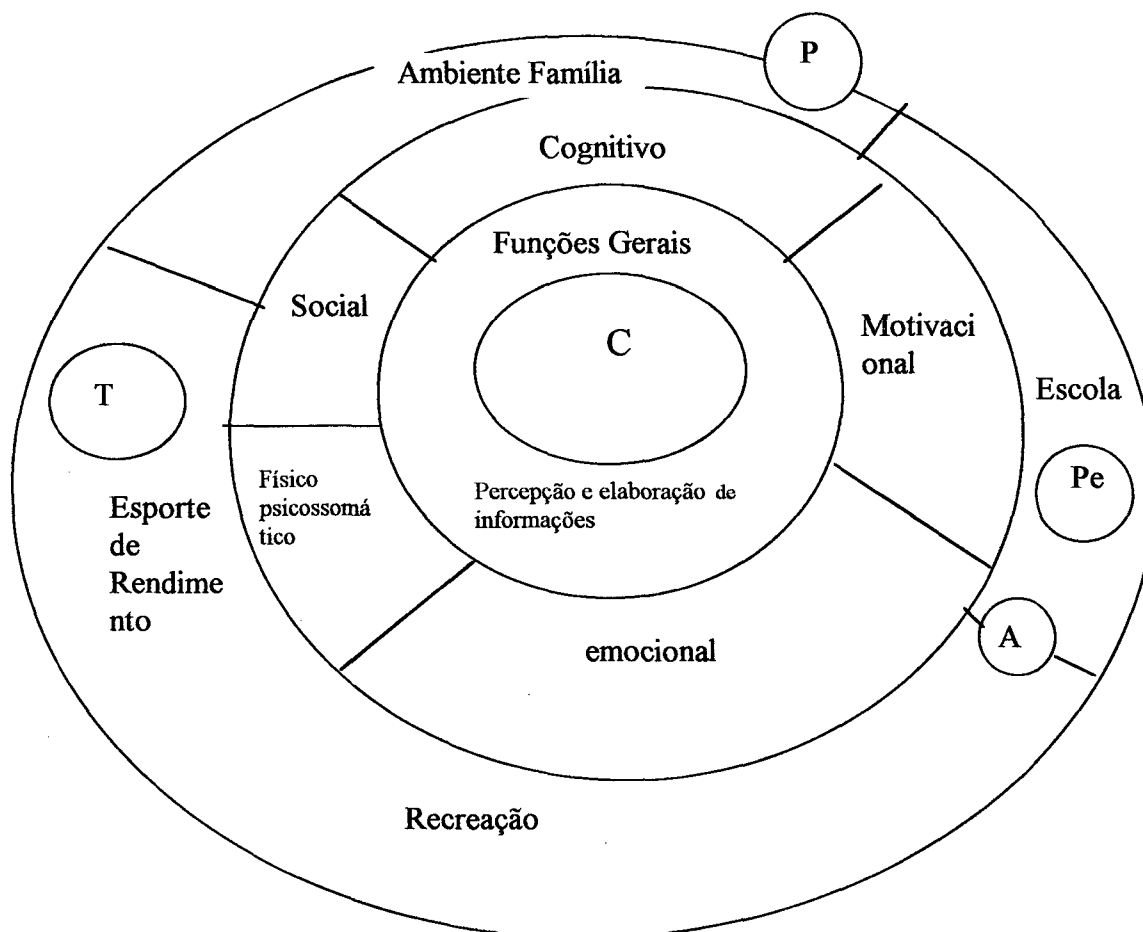 P
Ambiente Família
Cognitivo
Funções Gerais
Social
C
Motivaci
onal
T
Escola
Físico
psicossomá
tico
Percepção e elaboração de
informações
Pe
Esporte
de
Rendime
nto
A
emocional
Recreação